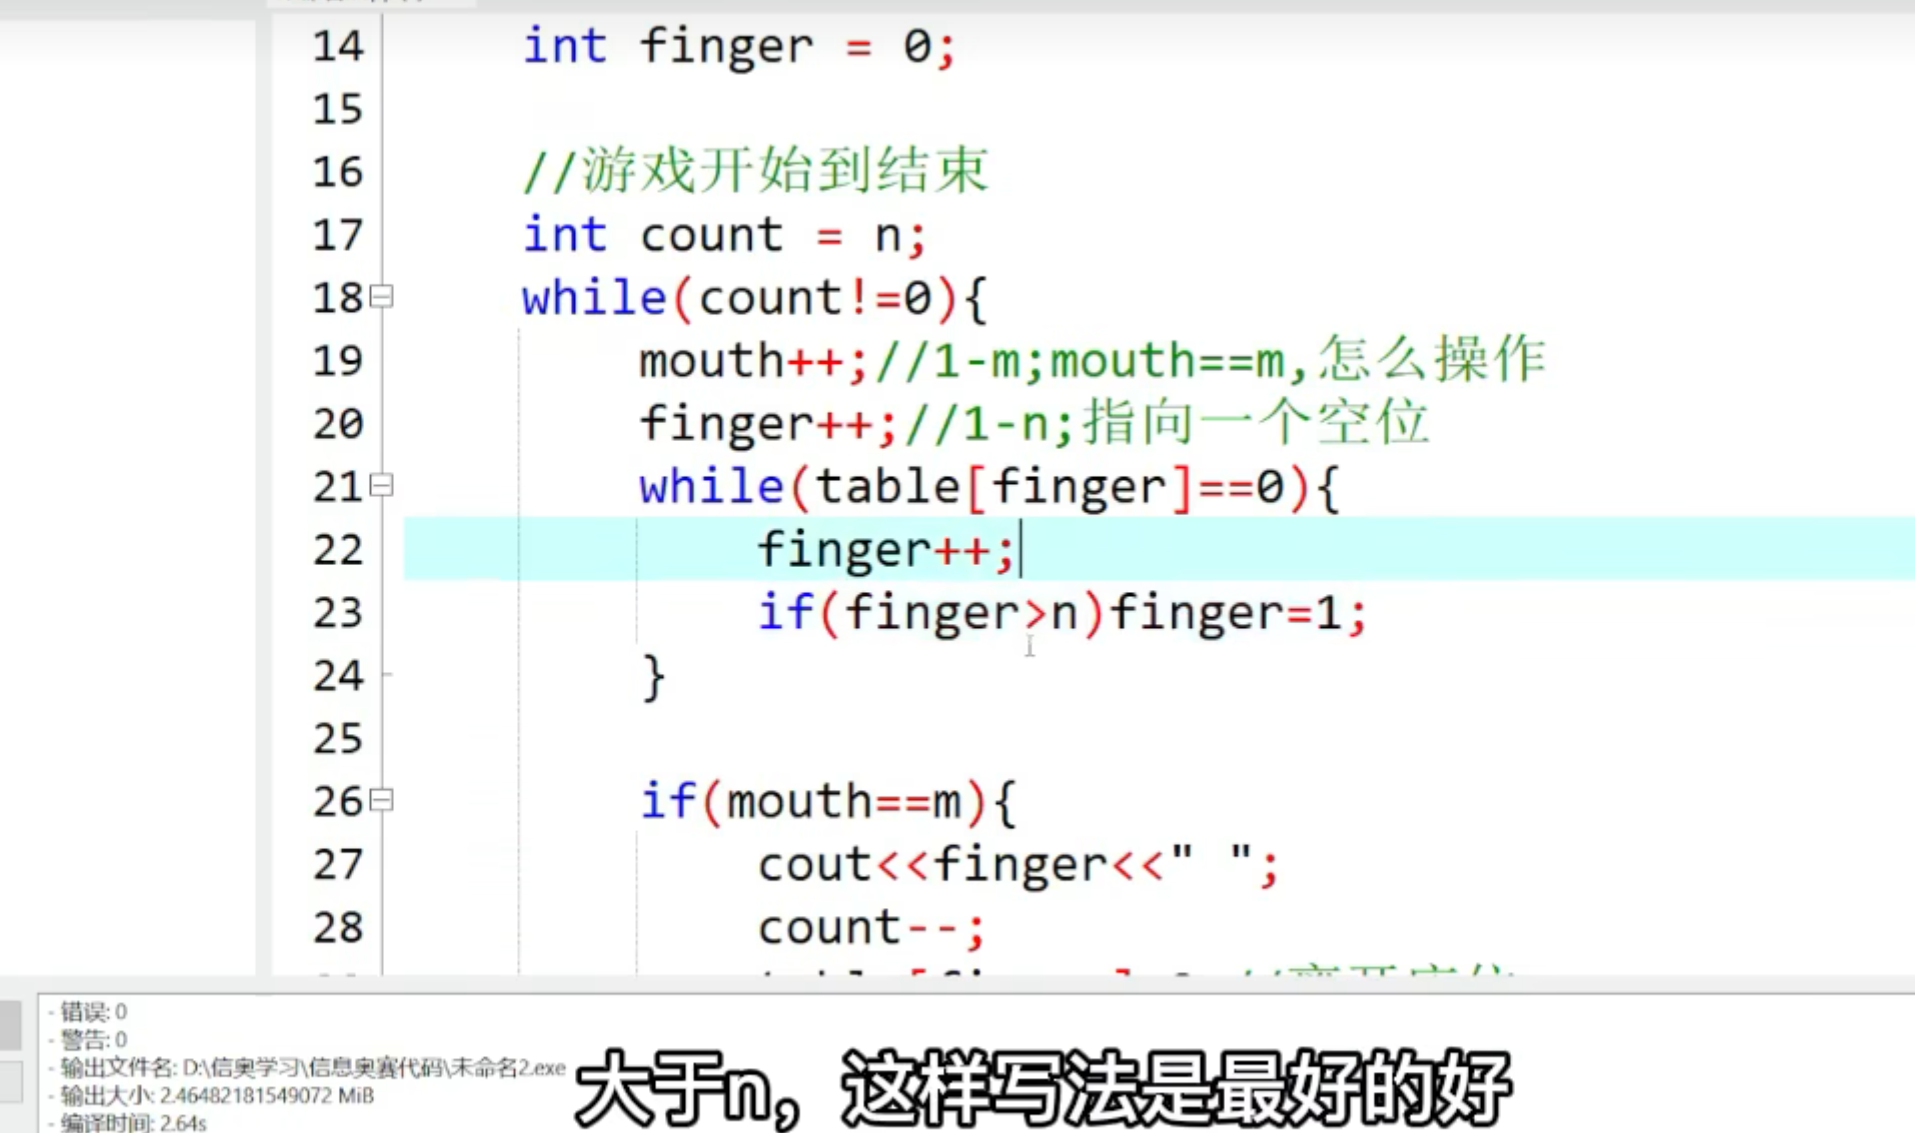 14 int finger = 0;
15
16 //游戏开始到结束
17 int count = n;
18 while(count!=0){
19 mouth++;//1-m;mouth==m,怎么操作
20 finger++;//1-n;指向一个空位
21 while(table[finger]==0){
22 finger++;
23 if(finger>n)finger=1;
24 }
25
26 if(mouth==m){
27 cout<<finger<<" ";
28 count--;
- 错误: 0
- 警告: 0
- 输出文件名: D:\信奥学习\信息奥赛代码\未命名2.exe
- 输出大小: 2.46482181549072 MiB
- 编译时间: 2.64s
大于n，这样写法是最好的好